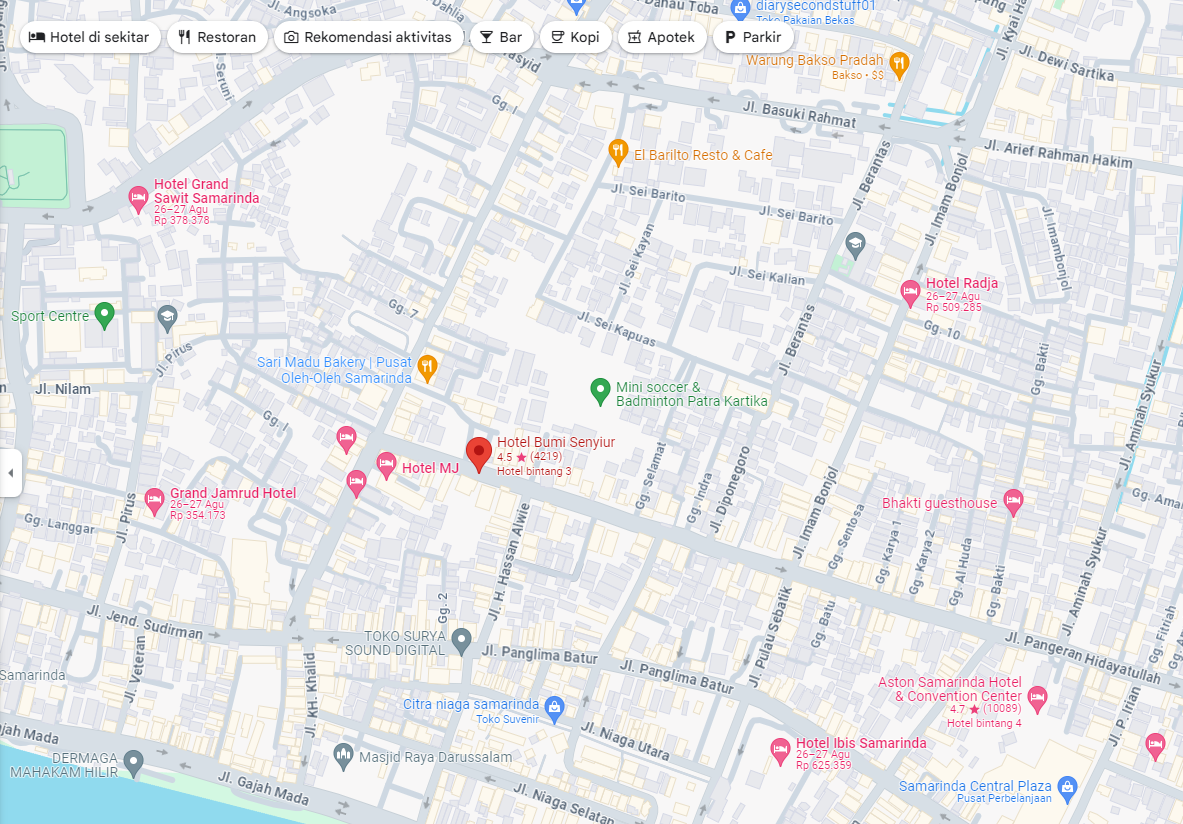 Jl. Angsoka
Dahlia
Danau Toba
diarysecondstuff01
Toko Pakaian Bekas
Jl. Kyai Ha
Hotel di sekitar
Restoran
Rekomendasi aktivitas
Bar
Kopi
Apotek
Parkir
asyid
Jl. Dewi Sartika
Warung Bakso Pradah
Bakso • $$
Jl. Seruni
Gg. I
Jl. Basuki Rahmat
Jl. Arief Rahman Hakim
El Barilto Resto & Cafe
Hotel Grand
Sawit Samarinda
26–27 Agu
Rp 378.378
Jl. Sei Barito
Jl. Sei Barito
Jl. Berantas
Jl. Imam Bonjol
Jl. Imambonjol
Jl. Sei Kayan
Jl. Sei Kalian
Hotel Radja
26–27 Agu
Rp 509.285
Gg. 7
Sport Centre
Jl. Sei Kapuas
Gg. 10
Jl. Berantas
Jl. Pirus
Gg. Bakti
Sari Madu Bakery | Pusat
Oleh-Oleh Samarinda
Jl. Nilam
Mini soccer &
Badminton Patra Kartika
Jl. Aminah Syukur
Gg. I
Hotel Bumi Senyiur
4.5 ★ (4219)
Hotel bintang 3
Hotel MJ
Gg. Selamat
Gg. Indra
Jl. Diponegoro
Jl. Imam Bonjol
Grand Jamrud Hotel
26–27 Agu
Rp 354.173
Bhakti guesthouse
Gg. Amai
Gg. Langgar
Jl. Pirus
Jl. H. Hassan Alwie
Gg. Sentosa
Gg. Karya 1
Gg. Karya 2
Gg. Al Huda
Gg. Bakti
Jl. Aminah Syukur
Gg. 2
Jl. Pulau Sebatik
Gg. Batu
Gg. Fitriah
Gg. H
Jl. Jend. Sudirman
TOKO SURYA
SOUND DIGITAL
Jl. Pangeran Hidayatullah
Jl. Veteran
Jl. KH Khalid
Jl. Panglima Batur
Jl. Panglima Batur
Samarinda
Aston Samarinda Hotel
& Convention Center
4.7 ★ (10089)
Hotel bintang 4
Jl. P. Irian
Citra niaga samarinda
Toko Suvenir
Jl. Niaga Utara
ajah Mada
Hotel Ibis Samarinda
26–27 Agu
Rp 625.359
DERMAGA
MAHAKAM HILIR
Masjid Raya Darussalam
Jl. Gajah Mada
Jl. Niaga Selatan
Samarinda Central Plaza
Pusat Perbelanjaan